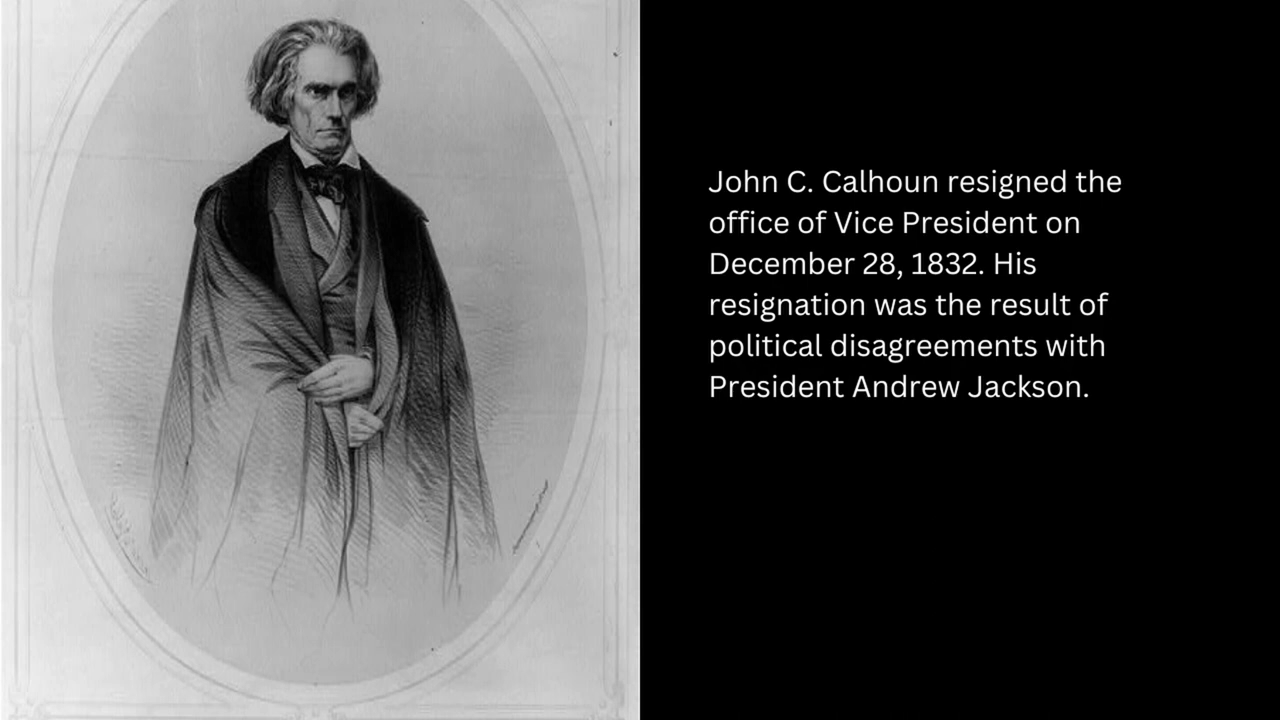 John C. Calhoun resigned the
office of Vice President on
December 28, 1832. His
resignation was the result of
political disagreements with
President Andrew Jackson.